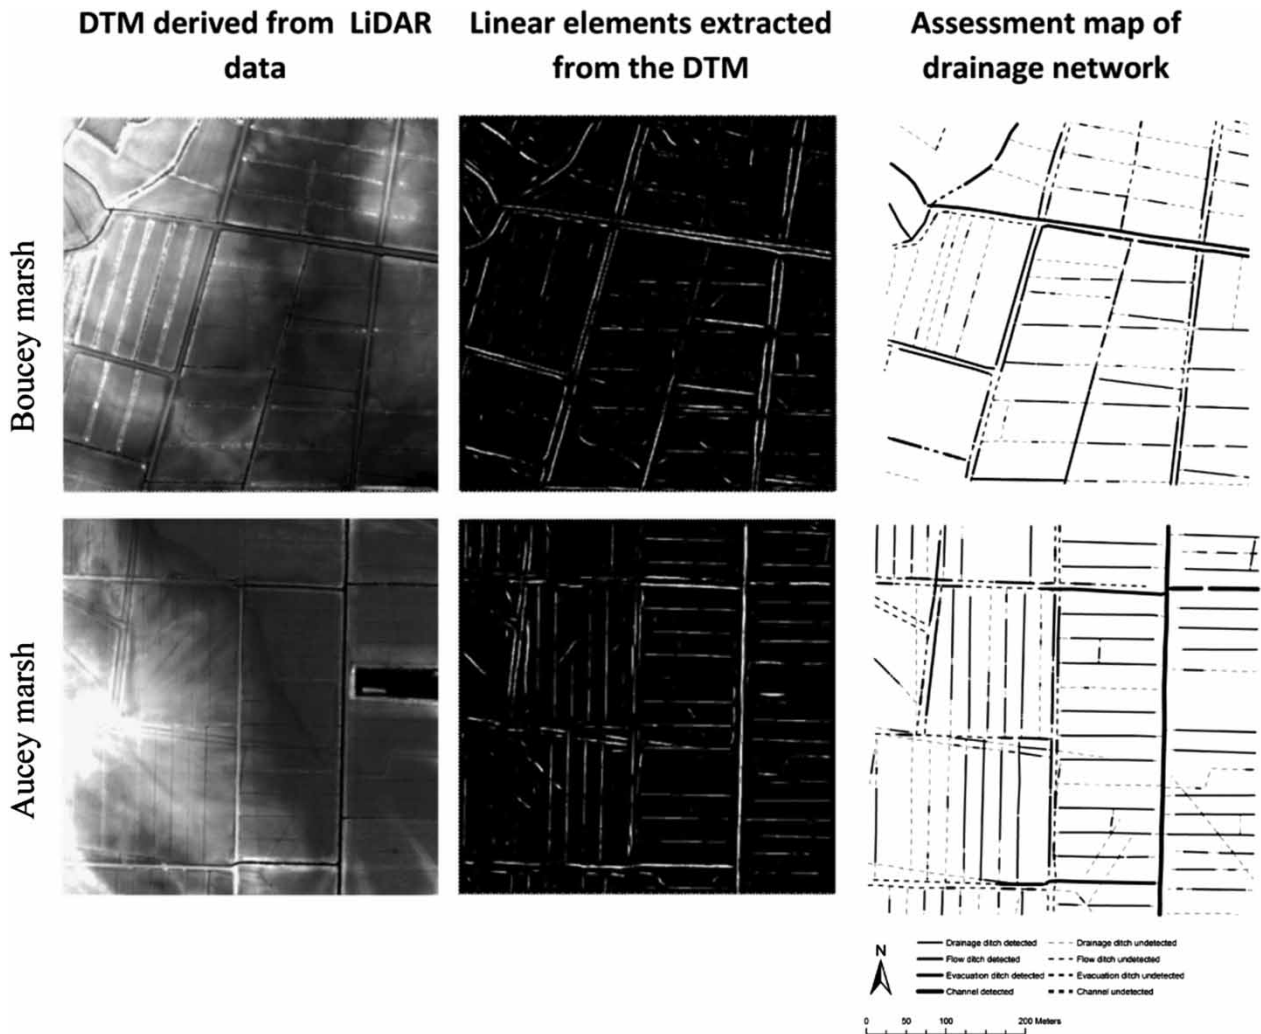 DTM derived from LiDAR
data
Linear elements extracted
from the DTM
Assessment map of
drainage network
Boucey marsh
Aucey marsh
N
Drainage ditch detected
Flow ditch detected
Evacuation ditch detected
Channel detected
Drainage ditch undetected
Flow ditch undetected
Evacuation ditch undetected
Channel undetected
0 50 100 200 Meters